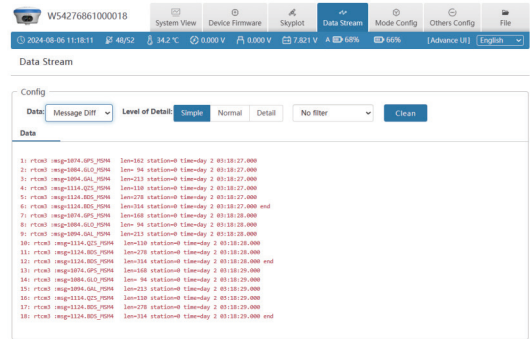 W54276861000018
System View
Device Firmware
Skyplot
Data Stream
Mode Config
Others Config
File
2024-08-06 11:18:11
48/52
34.2 °C
0.000 V
0.000 V
7.821 V
A 68%
66%
[Advance UI]
English
Data Stream
Config
Data: Message Diff
Level of Detail: Simple Normal Detail
No filter
Clean
Data
1: rtcm3 :msg=1074.GPS_MSM4 len=162 station=0 time=day 2 03:18:27.000
2: rtcm3 :msg=1084.GLO_MSM4 len= 94 station=0 time=day 2 03:18:27.000
3: rtcm3 :msg=1094.GAL_MSM4 len=213 station=0 time=day 2 03:18:27.000
4: rtcm3 :msg=1114.QZS_MSM4 len=110 station=0 time=day 2 03:18:27.000
5: rtcm3 :msg=1124.BDS_MSM4 len=278 station=0 time=day 2 03:18:27.000
6: rtcm3 :msg=1124.BDS_MSM4 len=314 station=0 time=day 2 03:18:27.000 end
7: rtcm3 :msg=1074.GPS_MSM4 len=168 station=0 time=day 2 03:18:28.000
8: rtcm3 :msg=1084.GLO_MSM4 len= 94 station=0 time=day 2 03:18:28.000
9: rtcm3 :msg=1094.GAL_MSM4 len=213 station=0 time=day 2 03:18:28.000
10: rtcm3 :msg=1114.QZS_MSM4 len=110 station=0 time=day 2 03:18:28.000
11: rtcm3 :msg=1124.BDS_MSM4 len=278 station=0 time=day 2 03:18:28.000
12: rtcm3 :msg=1124.BDS_MSM4 len=314 station=0 time=day 2 03:18:28.000 end
13: rtcm3 :msg=1074.GPS_MSM4 len=168 station=0 time=day 2 03:18:29.000
14: rtcm3 :msg=1084.GLO_MSM4 len= 94 station=0 time=day 2 03:18:29.000
15: rtcm3 :msg=1094.GAL_MSM4 len=213 station=0 time=day 2 03:18:29.000
16: rtcm3 :msg=1114.QZS_MSM4 len=110 station=0 time=day 2 03:18:29.000
17: rtcm3 :msg=1124.BDS_MSM4 len=278 station=0 time=day 2 03:18:29.000
18: rtcm3 :msg=1124.BDS_MSM4 len=314 station=0 time=day 2 03:18:29.000 end